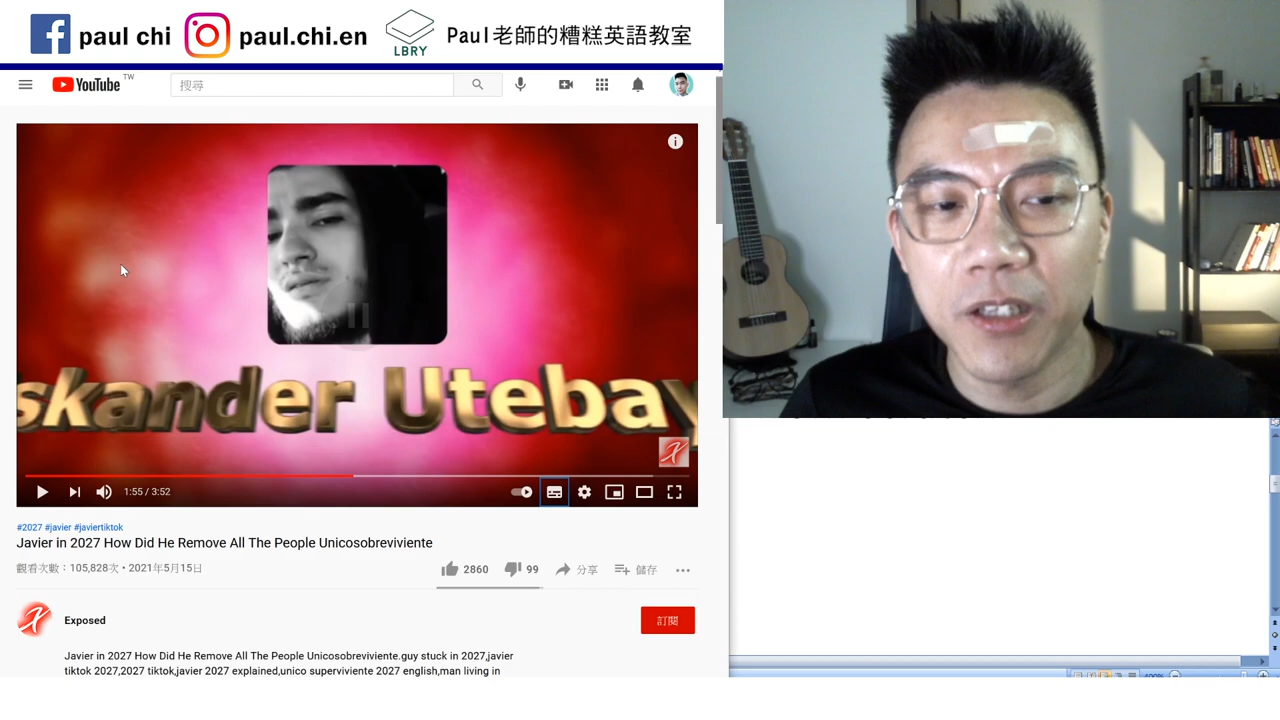 paul chi
paul.chi.en
LBRY
Paul老師的糟糕英語教室
YouTube TW
搜尋
skander Utebay
1:55 / 3:52
#2027 #javier #javiertiktok
Javier in 2027 How Did He Remove All The People Unicosobreviviente
觀看次數：105,828次 • 2021年5月15日
2860
99
分享
儲存
Exposed
訂閱
Javier in 2027 How Did He Remove All The People Unicosobreviviente.guy stuck in 2027,javier
tiktok 2027,2027 tiktok,javier 2027 explained,unico superviviente 2027 english,man living in